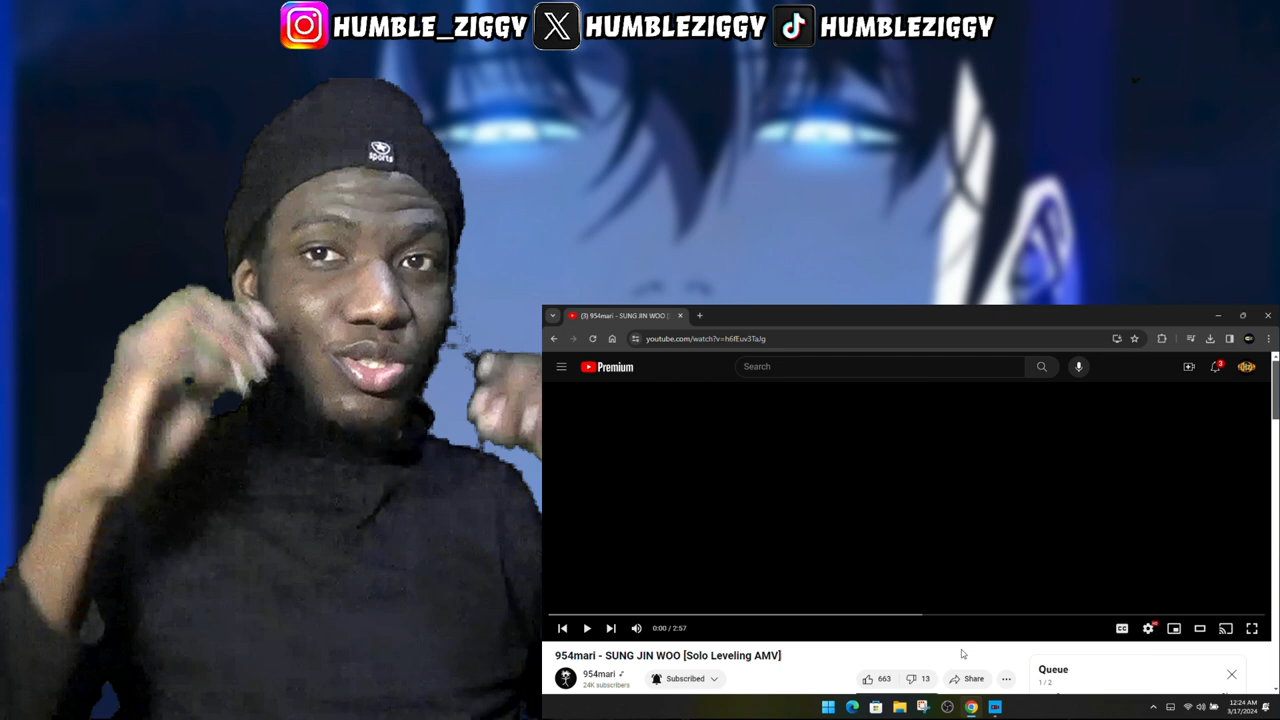 HUMBLE_ZIGGY HUMBLEZIGGY HUMBLEZIGGY
sports
(3) 954mari - SUNG JIN WOO [
youtube.com/watch?v=h6fEuv3TaJg
Premium
Search
3
0:00 / 2:57
CC
954mari - SUNG JIN WOO [Solo Leveling AMV]
954mari
24K subscribers
Subscribed
663
13
Share
Queue
1 / 2
12:24 AM
3/17/2024